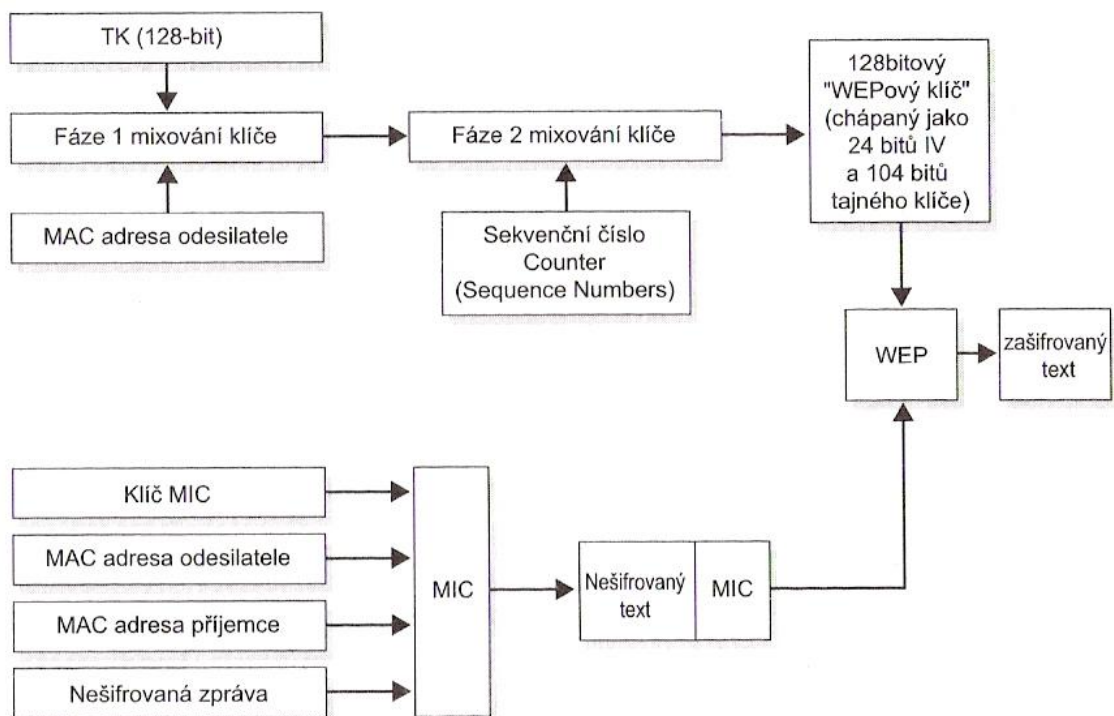 TK (128-bit)
Fáze 1 mixování klíče
MAC adresa odesilatele
Fáze 2 mixování klíče
Sekvenční číslo
Counter
(Sequence Numbers)
128bitový
"WEPový klíč"
(chápaný jako
24 bitů IV
a 104 bitů
tajného klíče)
WEP
zašifrovaný
text
Klíč MIC
MAC adresa odesilatele
MAC adresa příjemce
Nešifrovaná zpráva
MIC
Nešifrovaný
text
MIC